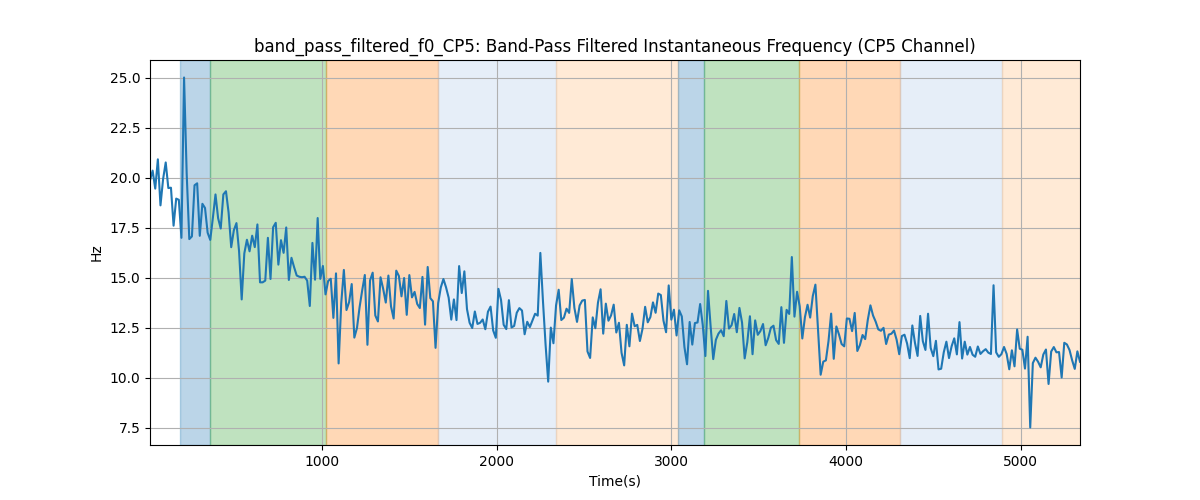 band_pass_filtered_f0_CP5: Band-Pass Filtered Instantaneous Frequency (CP5 Channel)
25.0
22.5
20.0
17.5
15.0
12.5
10.0
7.5
Hz
1000 2000 3000 4000 5000
Time(s)